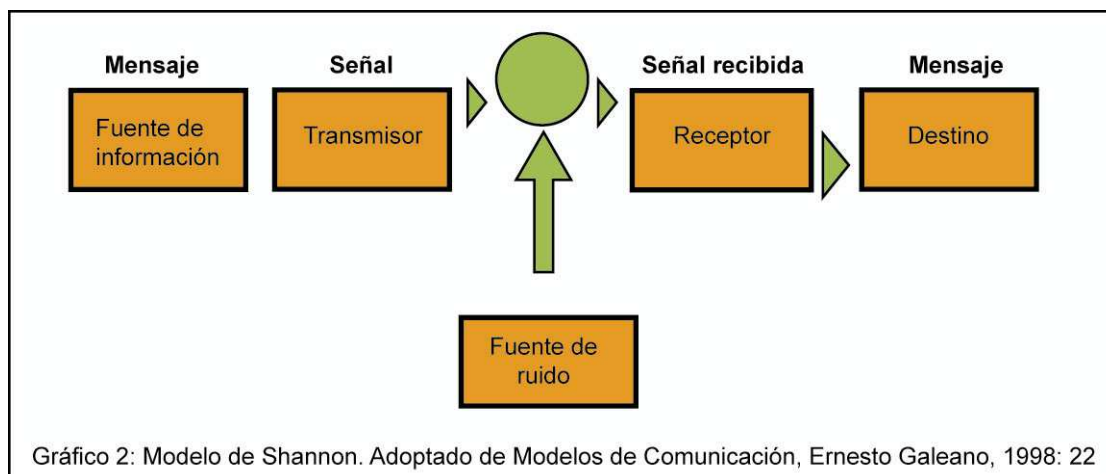 Mensaje
Señal
Señal recibida
Mensaje
Fuente de
información
Transmisor
Receptor
Destino
Fuente de
ruido
Gráfico 2: Modelo de Shannon. Adoptado de Modelos de Comunicación, Ernesto Galeano, 1998: 22